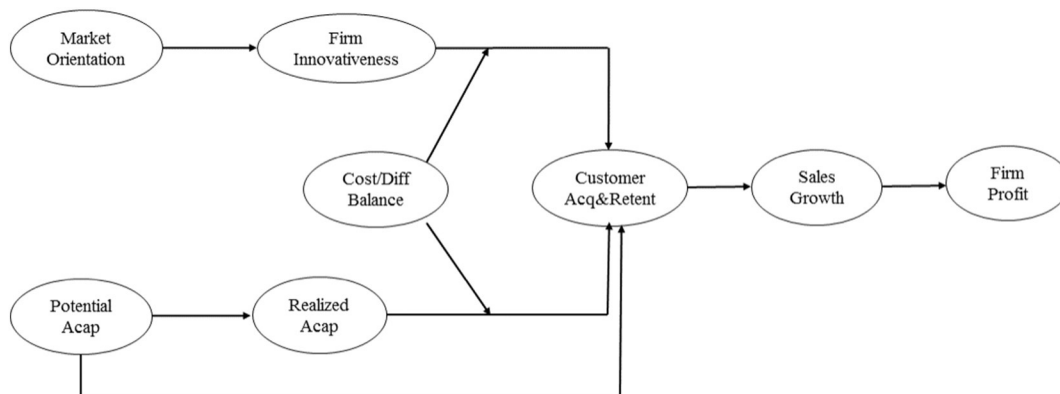 Market
Orientation
Firm
Innovativeness
Cost/Diff
Balance
Customer
Acq&Retent
Sales
Growth
Firm
Profit
Potential
Acap
Realized
Acap